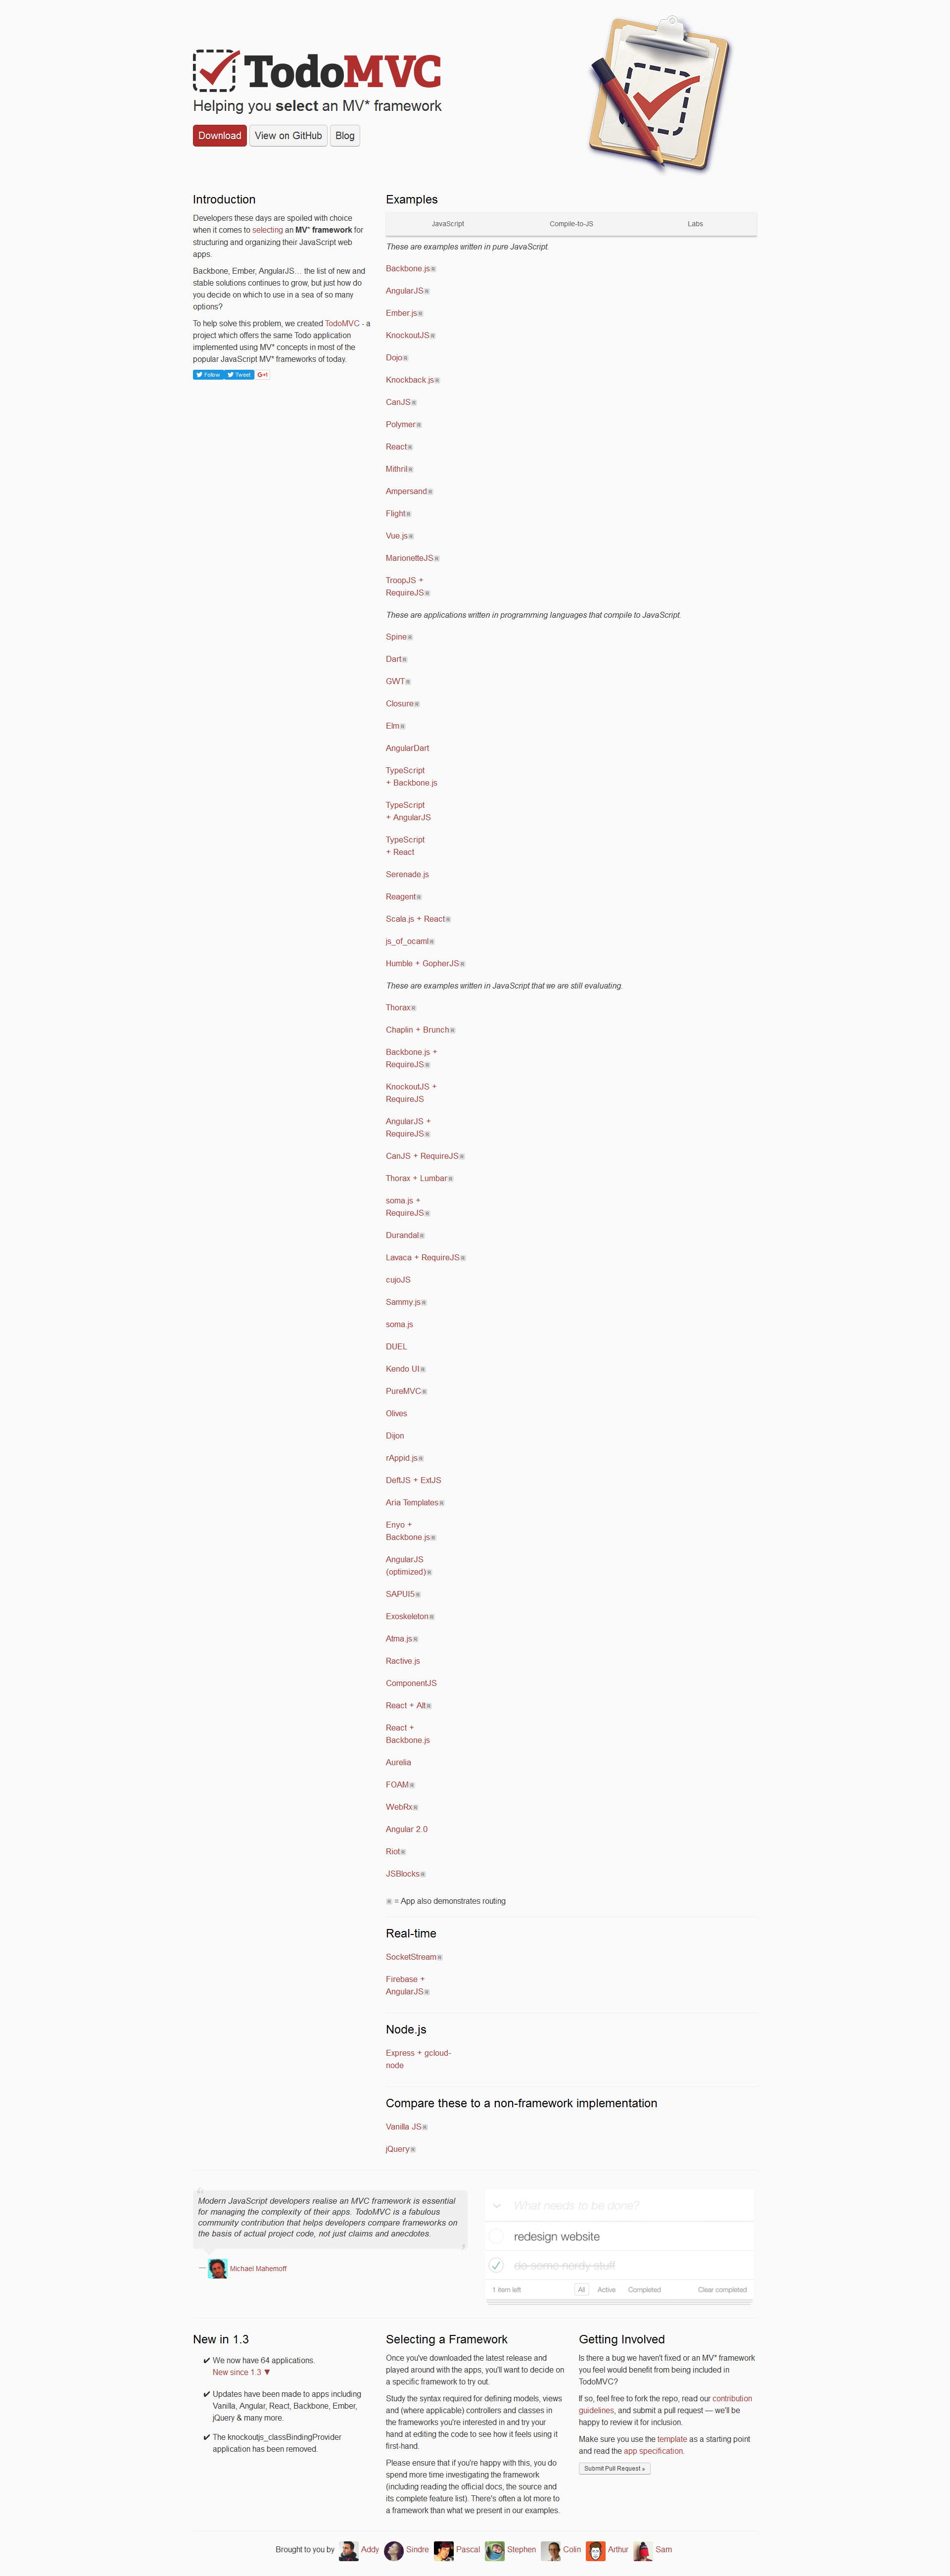 TodoMVC
Helping you select an MV* framework
Download View on GitHub Blog
Introduction
Developers these days are spoiled with choice
when it comes to selecting an MV* framework for
structuring and organizing their JavaScript web
apps.
Backbone, Ember, AngularJS… the list of new and
stable solutions continues to grow, but just how do
you decide on which to use in a sea of so many
options?
To help solve this problem, we created TodoMVC - a
project which offers the same Todo application
implemented using MV* concepts in most of the
popular JavaScript MV* frameworks of today.
Follow Tweet G+1
Examples
JavaScript Compile-to-JS Labs
These are examples written in pure JavaScript.
Backbone.js R
AngularJS R
Ember.js R
KnockoutJS R
Dojo R
Knockback.js R
CanJS R
Polymer R
React R
Mithril R
Ampersand R
Flight R
Vue.js R
MarionetteJS R
TroopJS +
RequireJS R
These are applications written in programming languages that compile to JavaScript.
Spine R
Dart R
GWT R
Closure R
Elm R
AngularDart
TypeScript
+ Backbone.js
TypeScript
+ AngularJS
TypeScript
+ React
Serenade.js
Reagent R
Scala.js + React R
js_of_ocaml R
Humble + GopherJS R
These are examples written in JavaScript that we are still evaluating.
Thorax R
Chaplin + Brunch R
Backbone.js +
RequireJS R
KnockoutJS +
RequireJS
AngularJS +
RequireJS R
CanJS + RequireJS R
Thorax + Lumbar R
soma.js +
RequireJS R
Durandal R
Lavaca + RequireJS R
cujoJS
Sammy.js R
soma.js
DUEL
Kendo UI R
PureMVC R
Olives
Dijon
rAppid.js R
DeftJS + ExtJS
Aria Templates R
Enyo +
Backbone.js R
AngularJS
(optimized) R
SAPUI5 R
Exoskeleton R
Atma.js R
Ractive.js
ComponentJS
React + Alt R
React +
Backbone.js
Aurelia
FOAM R
WebRx R
Angular 2.0
Riot R
JSBlocks R
R = App also demonstrates routing
Real-time
SocketStream R
Firebase +
AngularJS R
Node.js
Express + gcloud-
node
Compare these to a non-framework implementation
Vanilla JS R
jQuery R
“
Modern JavaScript developers realise an MVC framework is essential
for managing the complexity of their apps. TodoMVC is a fabulous
community contribution that helps developers compare frameworks on
the basis of actual project code, not just claims and anecdotes.
”
— Michael Mahemoff
What needs to be done?
redesign website
do some nerdy stuff
1 item left All Active Completed Clear completed
New in 1.3
✔ We now have 64 applications.
New since 1.3 ▼
✔ Updates have been made to apps including
Vanilla, Angular, React, Backbone, Ember,
jQuery & many more.
✔ The knockoutjs_classBindingProvider
application has been removed.
Selecting a Framework
Once you've downloaded the latest release and
played around with the apps, you'll want to decide on
a specific framework to try out.
Study the syntax required for defining models, views
and (where applicable) controllers and classes in
the frameworks you're interested in and try your
hand at editing the code to see how it feels using it
first-hand.
Please ensure that if you're happy with this, you do
spend more time investigating the framework
(including reading the official docs, the source and
its complete feature list). There's often a lot more to
a framework than what we present in our examples.
Getting Involved
Is there a bug we haven't fixed or an MV* framework
you feel would benefit from being included in
TodoMVC?
If so, feel free to fork the repo, read our contribution
guidelines, and submit a pull request — we'll be
happy to review it for inclusion.
Make sure you use the template as a starting point
and read the app specification.
Submit Pull Request »
Brought to you by Addy Sindre Pascal Stephen Colin Arthur Sam